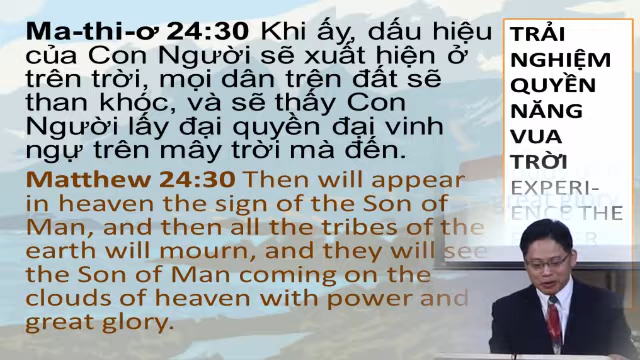 Ma-thi-ơ 24:30 Khi ấy, dấu hiệu
của Con Người sẽ xuất hiện ở
trên trời, mọi dân trên đất sẽ
than khóc, và sẽ thấy Con
Người lấy đại quyền đại vinh
ngự trên mây trời mà đến.
Matthew 24:30 Then will appear
in heaven the sign of the Son of
Man, and then all the tribes of the
earth will mourn, and they will see
the Son of Man coming on the
clouds of heaven with power and
great glory.
TRẢI
NGHIỆM
QUYỀN
NĂNG
VUA
TRỜI
EXPERI-
ENCE THE